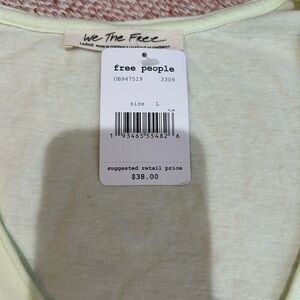 We The Free
LARGE
free people
OB947519 3309
size L
1 93465 55482 6
suggested retail price
$38.00